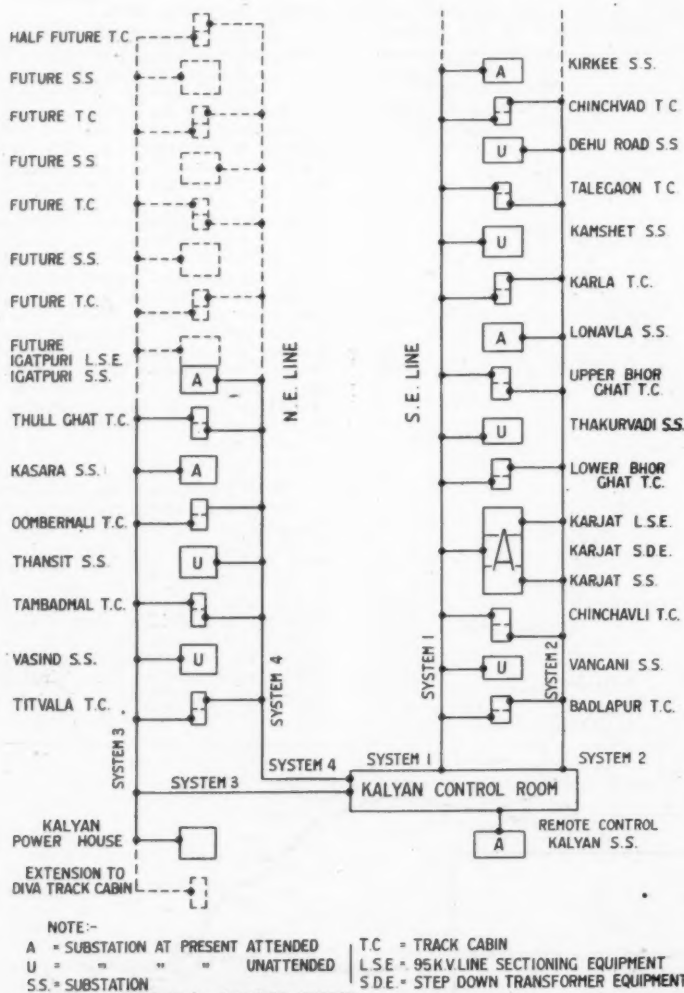 HALF FUTURE T.C.
FUTURE S.S
FUTURE T.C
FUTURE S.S.
FUTURE T.C
FUTURE S.S.
FUTURE T.C.
FUTURE
IGATPURI L.S.E.
IGATPURI S.S.
A
THULL GHAT T.C.
KASARA S.S.
A
OOMBERMALI T.C.
THANSIT S.S.
U
TAMBADMAL T.C.
VASIND S.S.
U
TITVALA T.C.
N.E. LINE
SYSTEM 3
SYSTEM 4
SYSTEM 4
SYSTEM 3
KALYAN
POWER HOUSE
EXTENSION TO
DIVA TRACK CABIN
S.E. LINE
KIRKEE S.S.
A
CHINCHVAD T C
DEHU ROAD S.S
U
TALEGAON T C
KAMSHET S.S.
U
KARLA T.C.
LONAVLA S.S.
A
UPPER BHOR
GHAT T.C.
THAKURVADI S.S.
U
LOWER BHOR
GHAT T.C.
KARJAT L.S.E.
KARJAT S.D.E.
A
KARJAT S.S.
CHINCHAVLI T.C.
VANGANI S.S.
U
BADLAPUR T.C.
SYSTEM 1
SYSTEM 2
SYSTEM 1
SYSTEM 2
KALYAN CONTROL ROOM
REMOTE CONTROL
KALYAN S.S.
A
NOTE:-
A = SUBSTATION AT PRESENT ATTENDED
U = " " " UNATTENDED
S.S. = SUBSTATION
T.C = TRACK CABIN
L.S.E = 95 K.V. LINE SECTIONING EQUIPMENT
S.D.E. = STEP DOWN TRANSFORMER EQUIPMENT